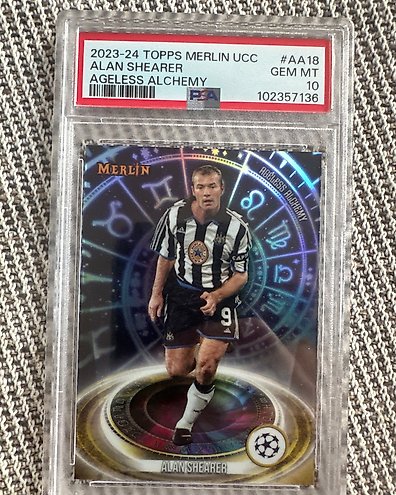 2023-24 TOPPS MERLIN UCC #AA18
ALAN SHEARER GEM MT
AGELESS ALCHEMY 10
PSA 102357136
MERLIN
AGELESS ALCHEMY
9
ALAN SHEARER